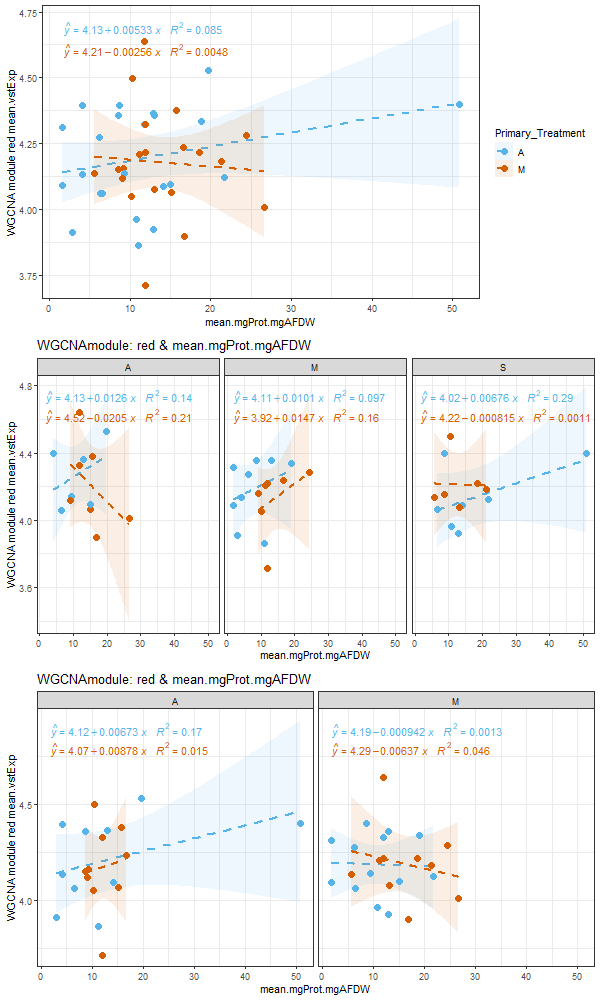 4.75
4.50
4.25
4.00
3.75
WGCNA module red mean.vstExp
ŷ = 4.13+0.00533 x R² = 0.085
ŷ = 4.21−0.00256 x R² = 0.0048
0 10 20 30 40 50
mean.mgProt.mgAFDW
Primary_Treatment
A
M
WGCNAmodule: red & mean.mgProt.mgAFDW
A M S
4.8
4.4
4.0
3.6
WGCNA module red mean.vstExp
ŷ = 4.13+0.0126 x R² = 0.14 ŷ = 4.11+0.0101 x R² = 0.097 ŷ = 4.02+0.00676 x R² = 0.29
ŷ = 4.52−0.0205 x R² = 0.21 ŷ = 3.92+0.0147 x R² = 0.16 ŷ = 4.22−0.000815 x R² = 0.0011
0 10 20 30 40 50 0 10 20 30 40 50 0 10 20 30 40 50
mean.mgProt.mgAFDW
WGCNAmodule: red & mean.mgProt.mgAFDW
A M
4.5
4.0
WGCNA module red mean.vstExp
ŷ = 4.12+0.00673 x R² = 0.17 ŷ = 4.19−0.000942 x R² = 0.0013
ŷ = 4.07+0.00878 x R² = 0.015 ŷ = 4.29−0.00637 x R² = 0.046
0 10 20 30 40 50 0 10 20 30 40 50
mean.mgProt.mgAFDW